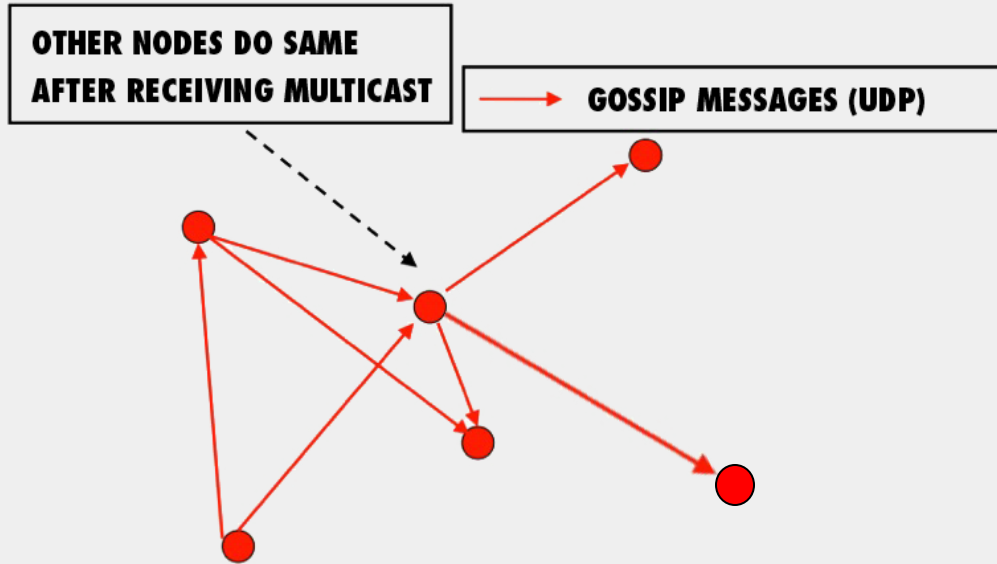 OTHER NODES DO SAME
AFTER RECEIVING MULTICAST
GOSSIP MESSAGES (UDP)